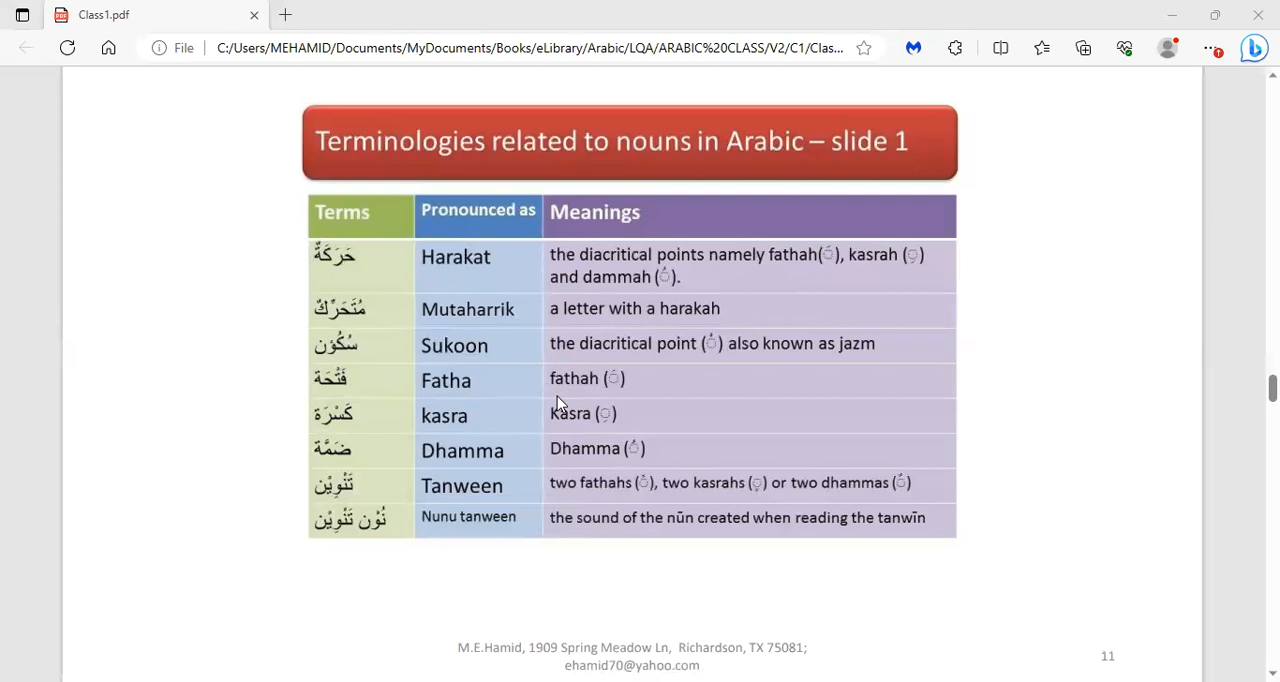 Class1.pdf
File C:/Users/MEHAMID/Documents/MyDocuments/Books/eLibrary/Arabic/LQA/ARABIC%20CLASS/V2/C1/Clas...
Terminologies related to nouns in Arabic – slide 1
Terms Pronounced as Meanings
حَرَكَةٌ Harakat the diacritical points namely fathah(َ), kasrah (ِ)
and dammah (ُ).
مُتَحَرِّكٌ Mutaharrik a letter with a harakah
سُكُوْن Sukoon the diacritical point (ْ) also known as jazm
فَتْحَة Fatha fathah (َ)
كَسْرَة kasra kasra (ِ)
ضَمَّة Dhamma Dhamma (ُ)
تَنْوِيْن Tanween two fathahs (ً), two kasrahs (ٍ) or two dhammas (ٌ)
نُوْن تَنْوِيْن Nunu tanween the sound of the nūn created when reading the tanwīn
M.E.Hamid, 1909 Spring Meadow Ln, Richardson, TX 75081;
ehamid70@yahoo.com
11